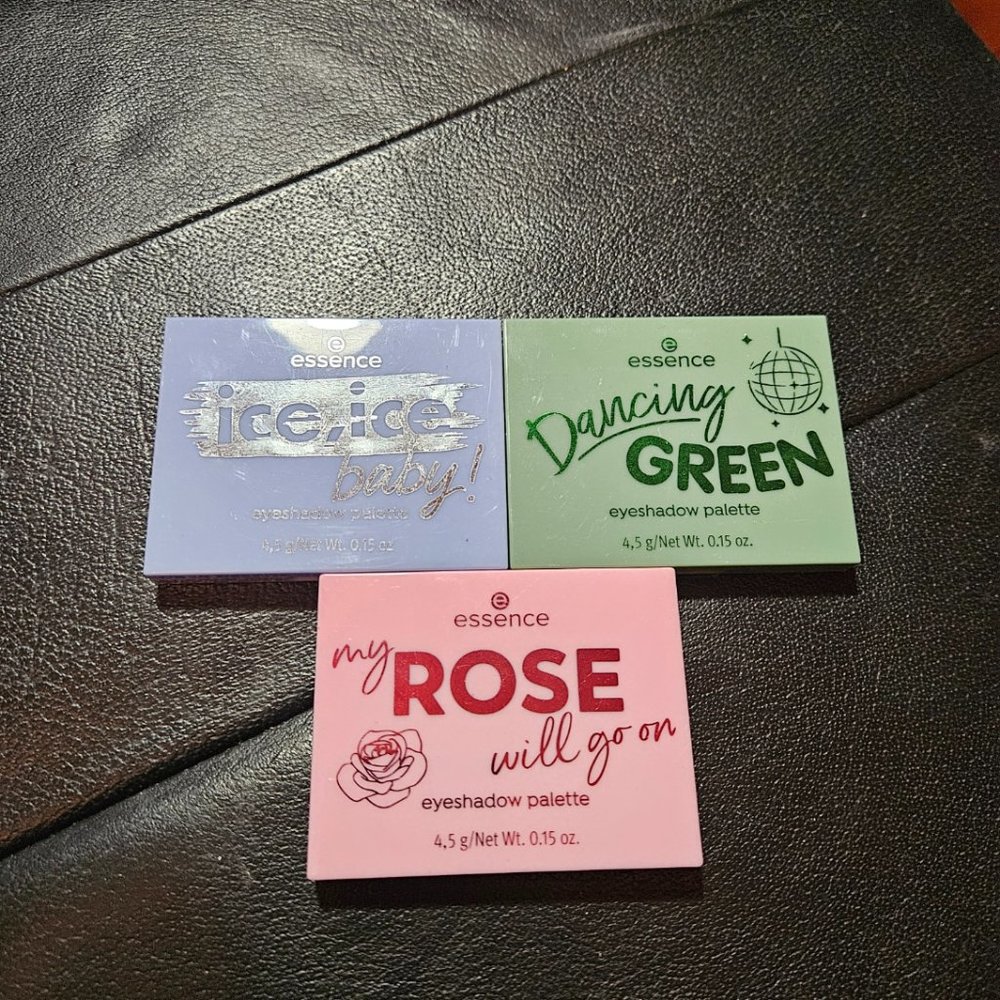 essence
ice, ice
baby!
eyeshadow palette
4,5 g/Net Wt. 0.15 oz.
essence
Dancing
GREEN
eyeshadow palette
4,5 g/Net Wt. 0.15 oz.
essence
my
ROSE
will go on
eyeshadow palette
4,5 g/Net Wt. 0.15 oz.